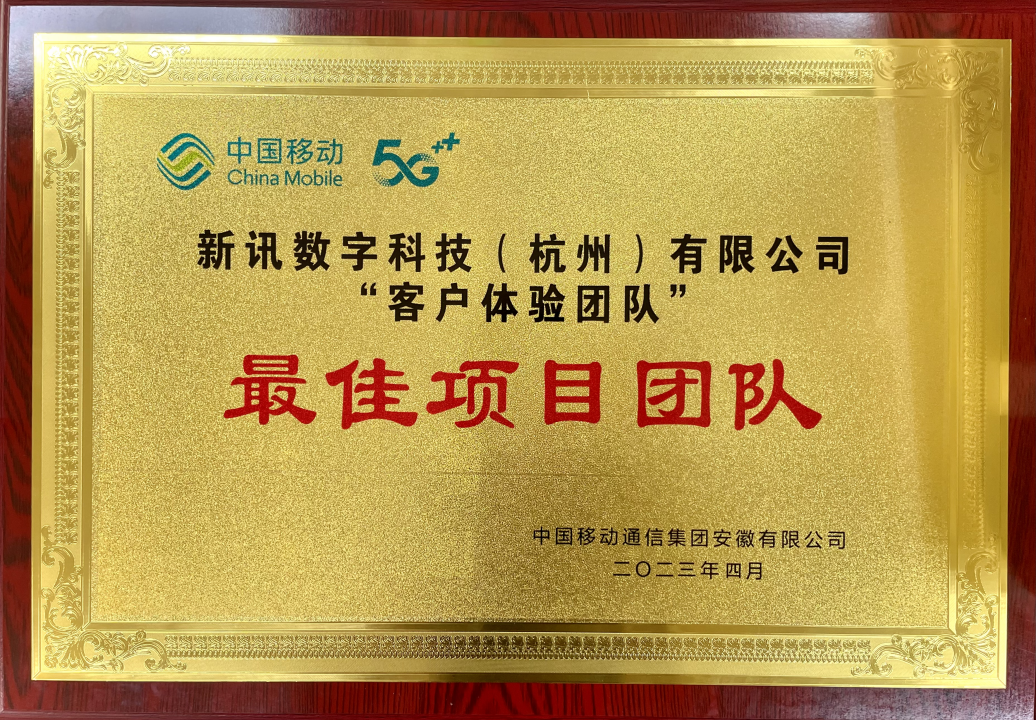 中国移动
China Mobile
5G++
新讯数字科技（杭州）有限公司
“客户体验团队”
最佳项目团队
中国移动通信集团安徽有限公司
二〇二三年四月